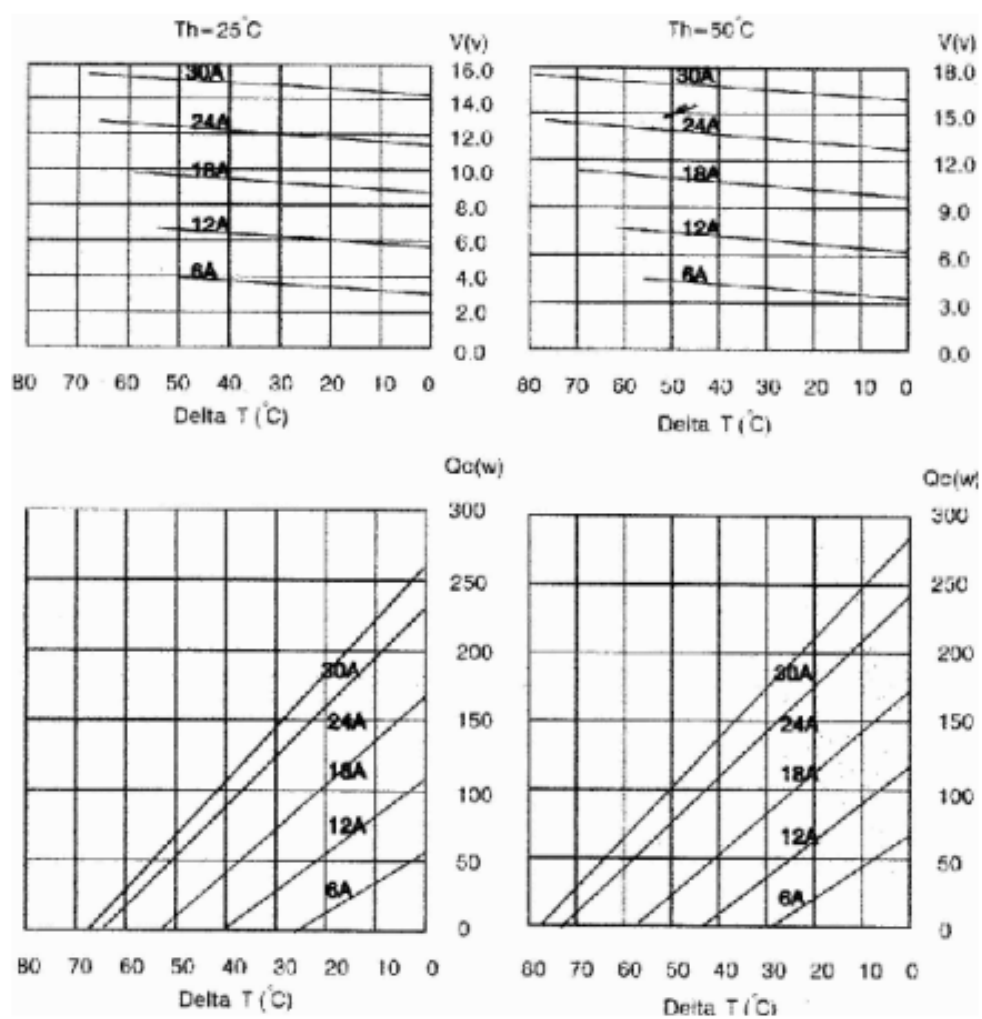 Th=25°C
V(v)
16.0
14.0
12.0
10.0
8.0
6.0
4.0
2.0
0.0
30A
24A
18A
12A
6A
80 70 60 50 40 30 20 10 0
Delta T (°C)
Th=50°C
V(v)
18.0
15.0
12.0
9.0
6.0
3.0
0.0
30A
24A
18A
12A
6A
80 70 60 50 40 30 20 10 0
Delta T (°C)
Qc(w)
300
250
200
150
100
50
0
30A
24A
18A
12A
6A
80 70 60 50 40 30 20 10 0
Delta T (°C)
Qc(w)
300
250
200
150
100
50
0
30A
24A
18A
12A
6A
80 70 60 50 40 30 20 10 0
Delta T (°C)